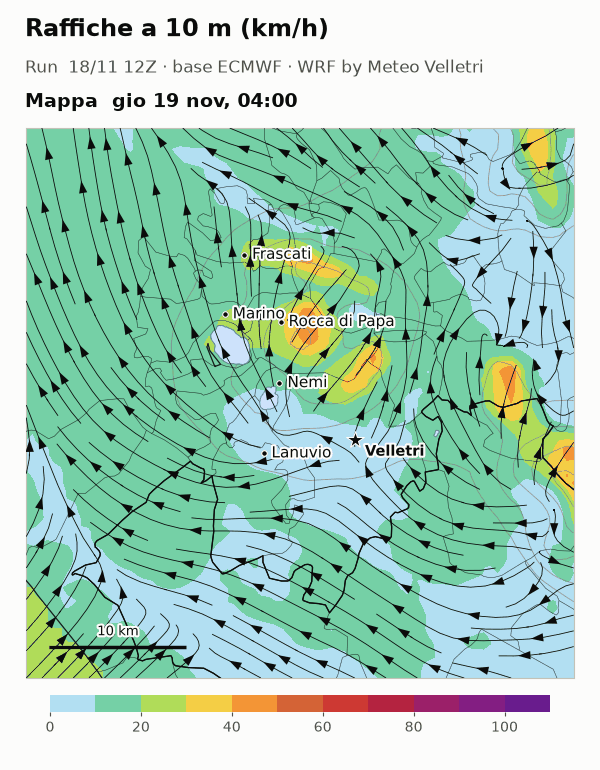 Raffiche a 10 m (km/h)
Run  18/11 12Z · base ECMWF · WRF by Meteo Velletri
Mappa  gio 19 nov, 04:00
Frascati
Marino
Rocca di Papa
Nemi
Lanuvio
Velletri
10 km
0 20 40 60 80 100